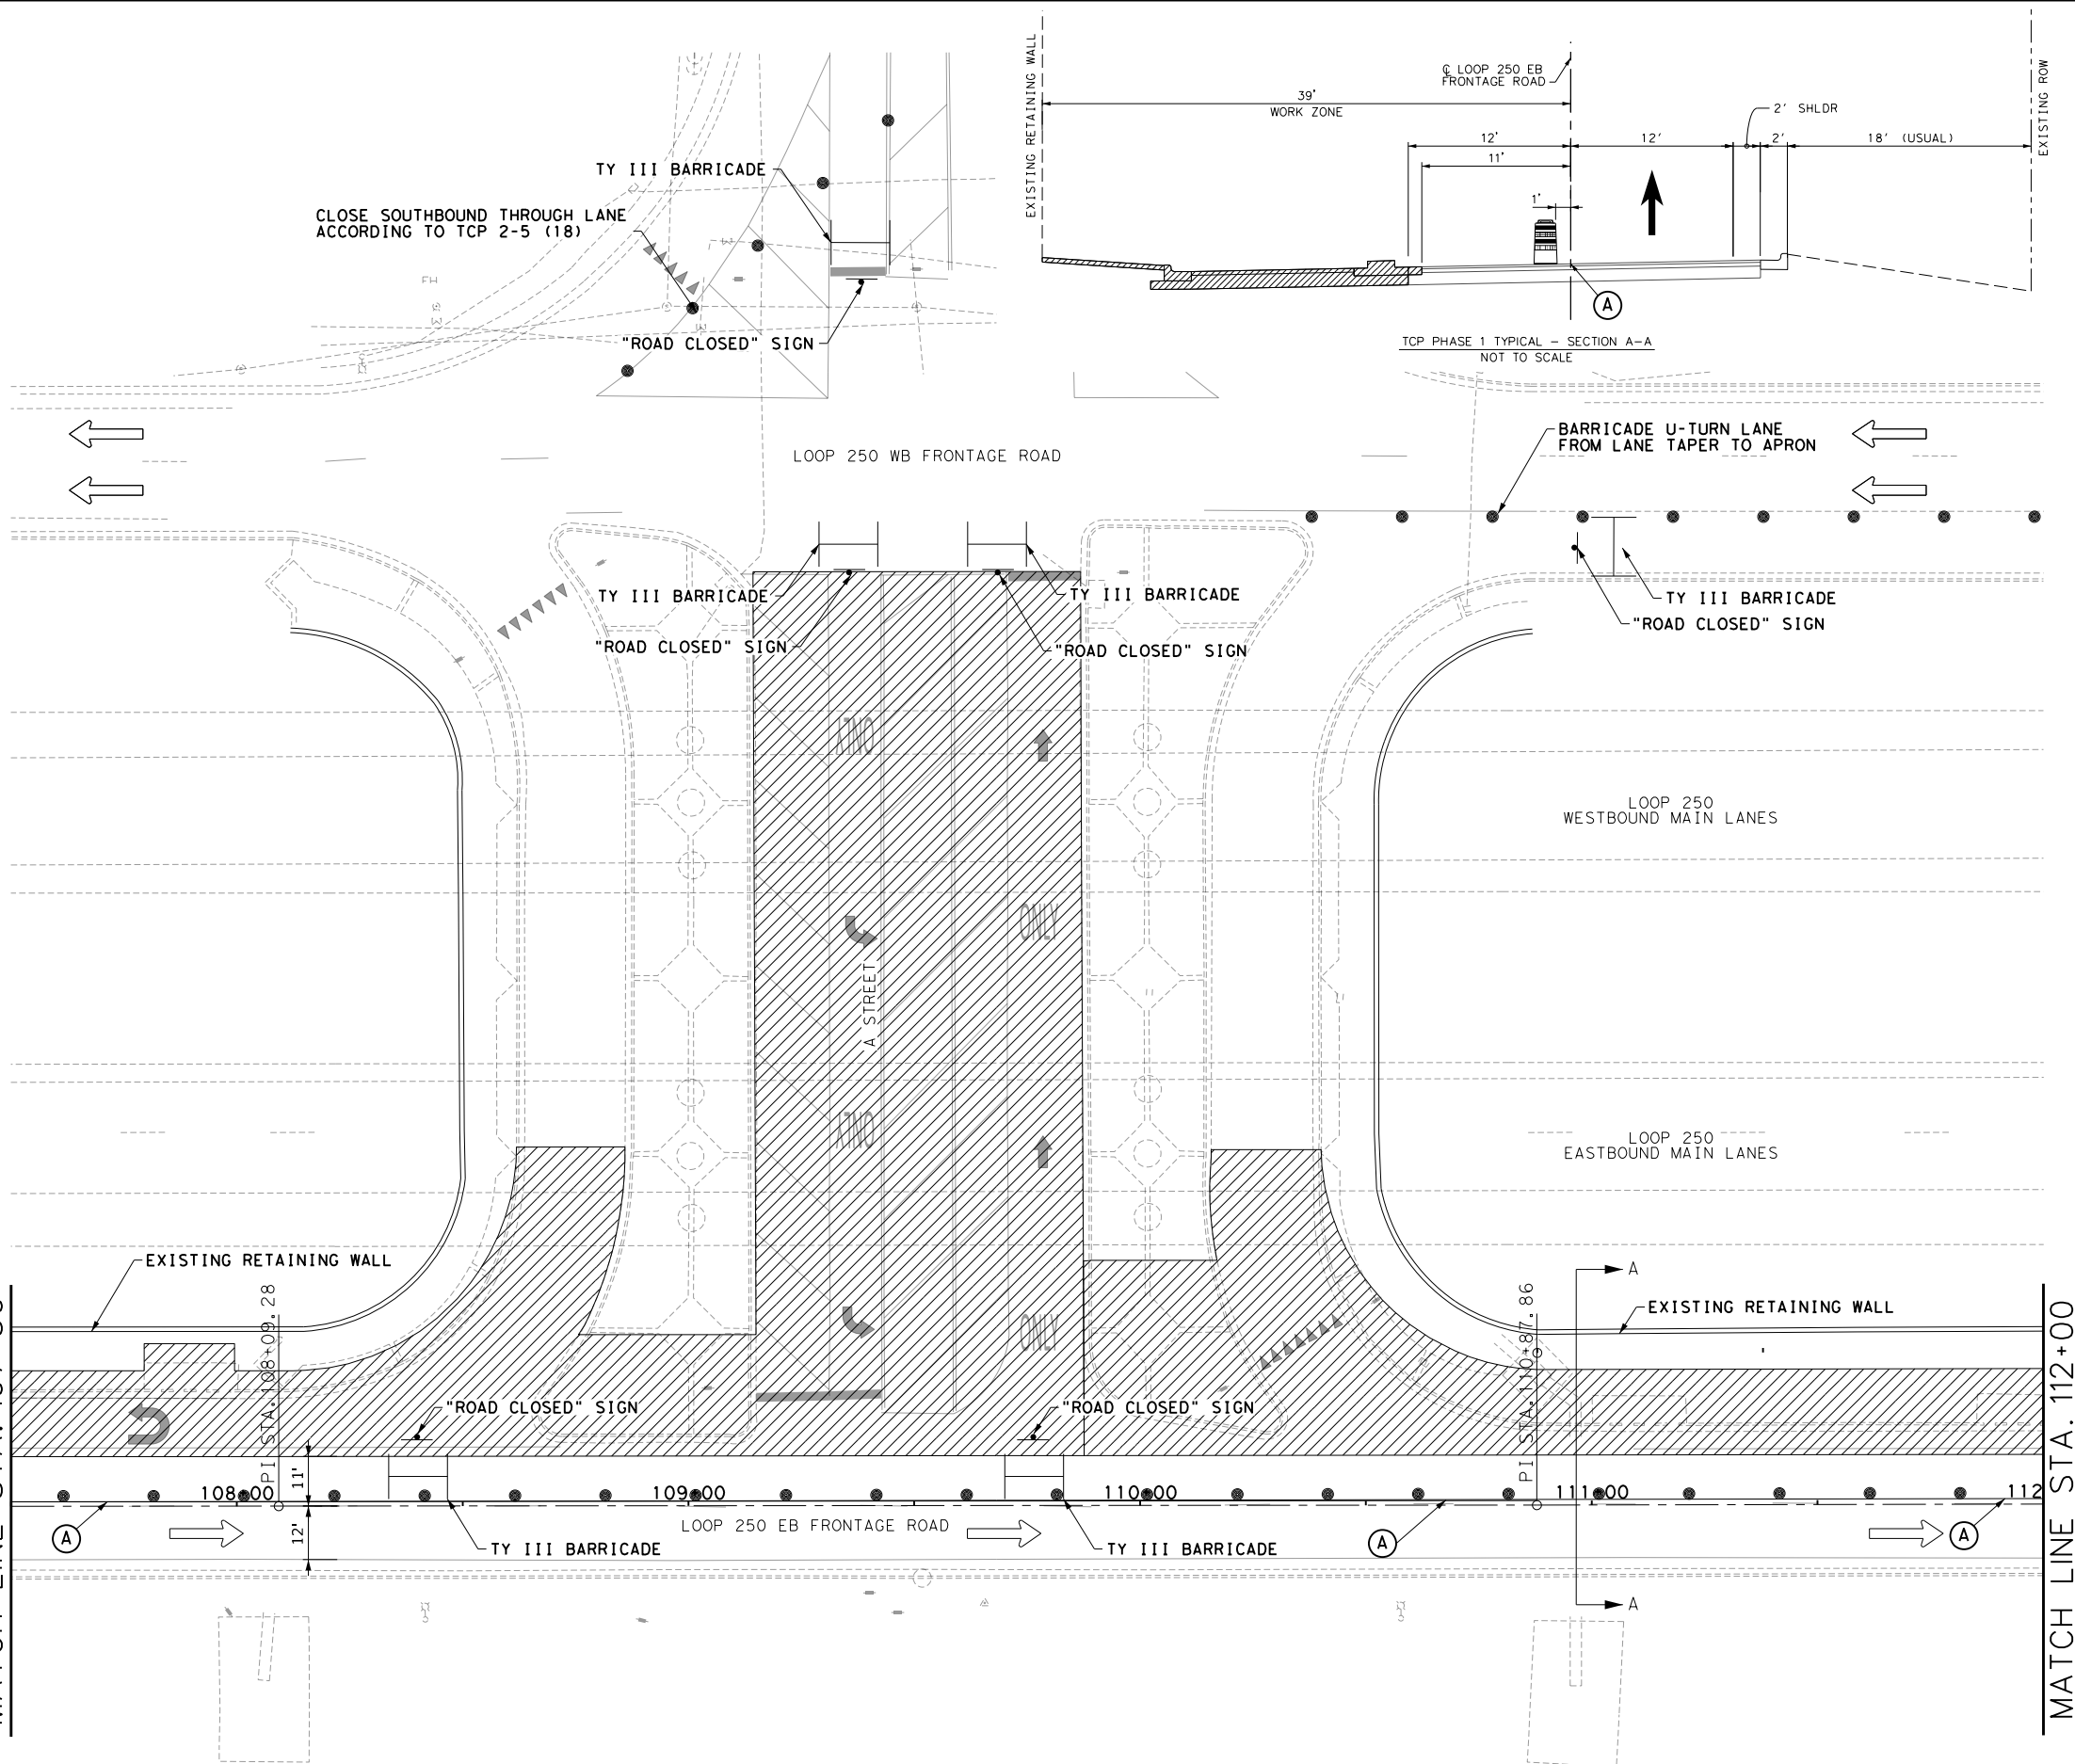 EXISTING RETAINING WALL
℄ LOOP 250 EB
FRONTAGE ROAD
39'
WORK ZONE
2' SHLDR
12'
12'
2'
18' (USUAL)
11'
1'
EXISTING ROW
A
TCP PHASE 1 TYPICAL - SECTION A-A
NOT TO SCALE
TY III BARRICADE
CLOSE SOUTHBOUND THROUGH LANE
ACCORDING TO TCP 2-5 (18)
"ROAD CLOSED" SIGN
BARRICADE U-TURN LANE
FROM LANE TAPER TO APRON
LOOP 250 WB FRONTAGE ROAD
TY III BARRICADE
TY III BARRICADE
TY III BARRICADE
"ROAD CLOSED" SIGN
"ROAD CLOSED" SIGN
"ROAD CLOSED" SIGN
ONLY
LOOP 250
WESTBOUND MAIN LANES
ONLY
A STREET
ONLY
LOOP 250
EASTBOUND MAIN LANES
EXISTING RETAINING WALL
A
EXISTING RETAINING WALL
ONLY
PI STA. 108+09.28
PI STA. 110+87.86
"ROAD CLOSED" SIGN
"ROAD CLOSED" SIGN
11'
108+00
109+00
110+00
111+00
112
12'
A
LOOP 250 EB FRONTAGE ROAD
A
A
TY III BARRICADE
TY III BARRICADE
A
MATCH LINE STA. 112+00